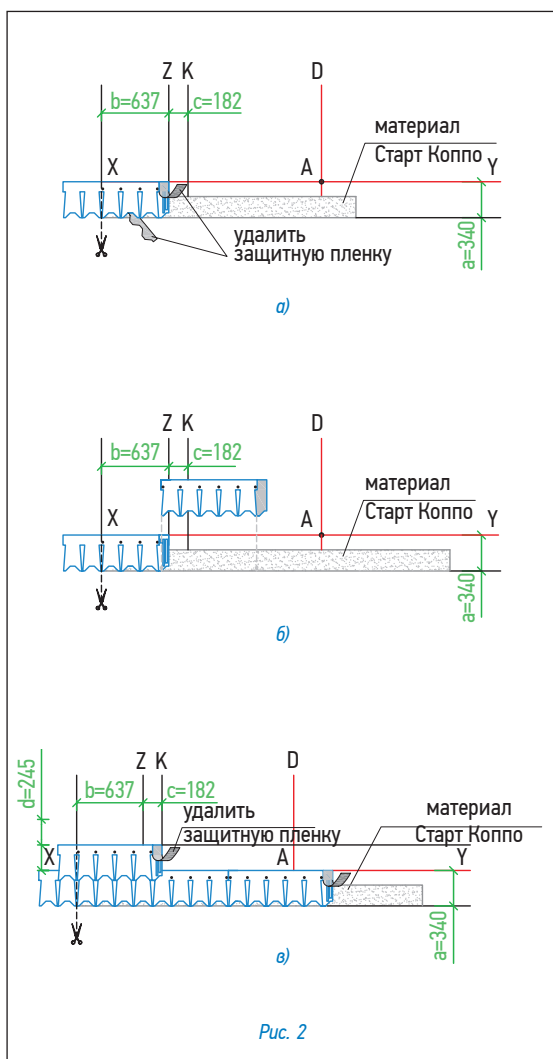 Z K D
b=637 c=182
материал
Старт Коппо
X A Y
удалить
защитную пленку
a=340
а)
Z K D
b=637 c=182
материал
Старт Коппо
X A Y
a=340
б)
d=245
Z K D
b=637 c=182
удалить
защитную пленку
материал
Старт Коппо
X A Y
a=340
в)
Рис. 2